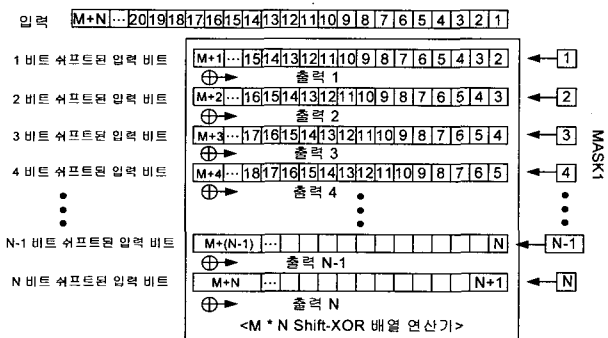 입력 M+N ··· 20 19 18 17 16 15 14 13 12 11 10 9 8 7 6 5 4 3 2 1
1 비트 쉬프트된 입력 비트 M+1 ··· 15 14 13 12 11 10 9 8 7 6 5 4 3 2 1
⊕ 출력 1
2 비트 쉬프트된 입력 비트 M+2 ··· 16 15 14 13 12 11 10 9 8 7 6 5 4 3 2
⊕ 출력 2
3 비트 쉬프트된 입력 비트 M+3 ··· 17 16 15 14 13 12 11 10 9 8 7 6 5 4 3
⊕ 출력 3
4 비트 쉬프트된 입력 비트 M+4 ··· 18 17 16 15 14 13 12 11 10 9 8 7 6 5 4
⊕ 출력 4
MASK1
N-1 비트 쉬프트된 입력 비트 M+(N-1) ··· N N-1
⊕ 출력 N-1
N 비트 쉬프트된 입력 비트 M+N ··· N+1 N
⊕ 출력 N
<M * N Shift-XOR 배열 연산기>